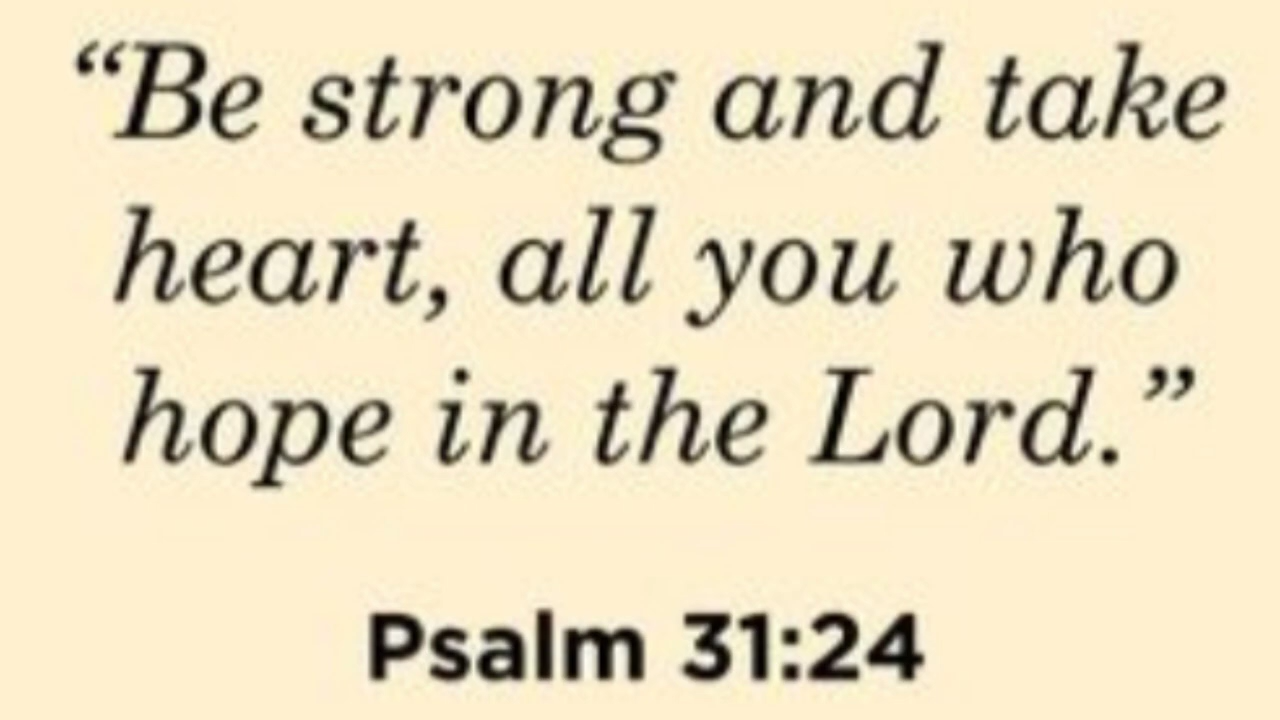 “Be strong and take
heart, all you who
hope in the Lord.”
Psalm 31:24